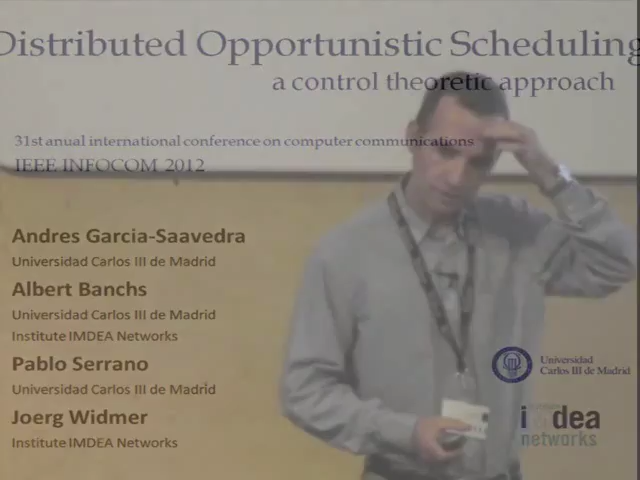 Distributed Opportunistic Scheduling
a control theoretic approach
31st anual international conference on computer communications
IEEE INFOCOM 2012
Andres Garcia-Saavedra
Universidad Carlos III de Madrid
Albert Banchs
Universidad Carlos III de Madrid
Institute IMDEA Networks
Pablo Serrano
Universidad Carlos III de Madrid
Joerg Widmer
Institute IMDEA Networks
Universidad
Carlos III de Madrid
imdea
networks